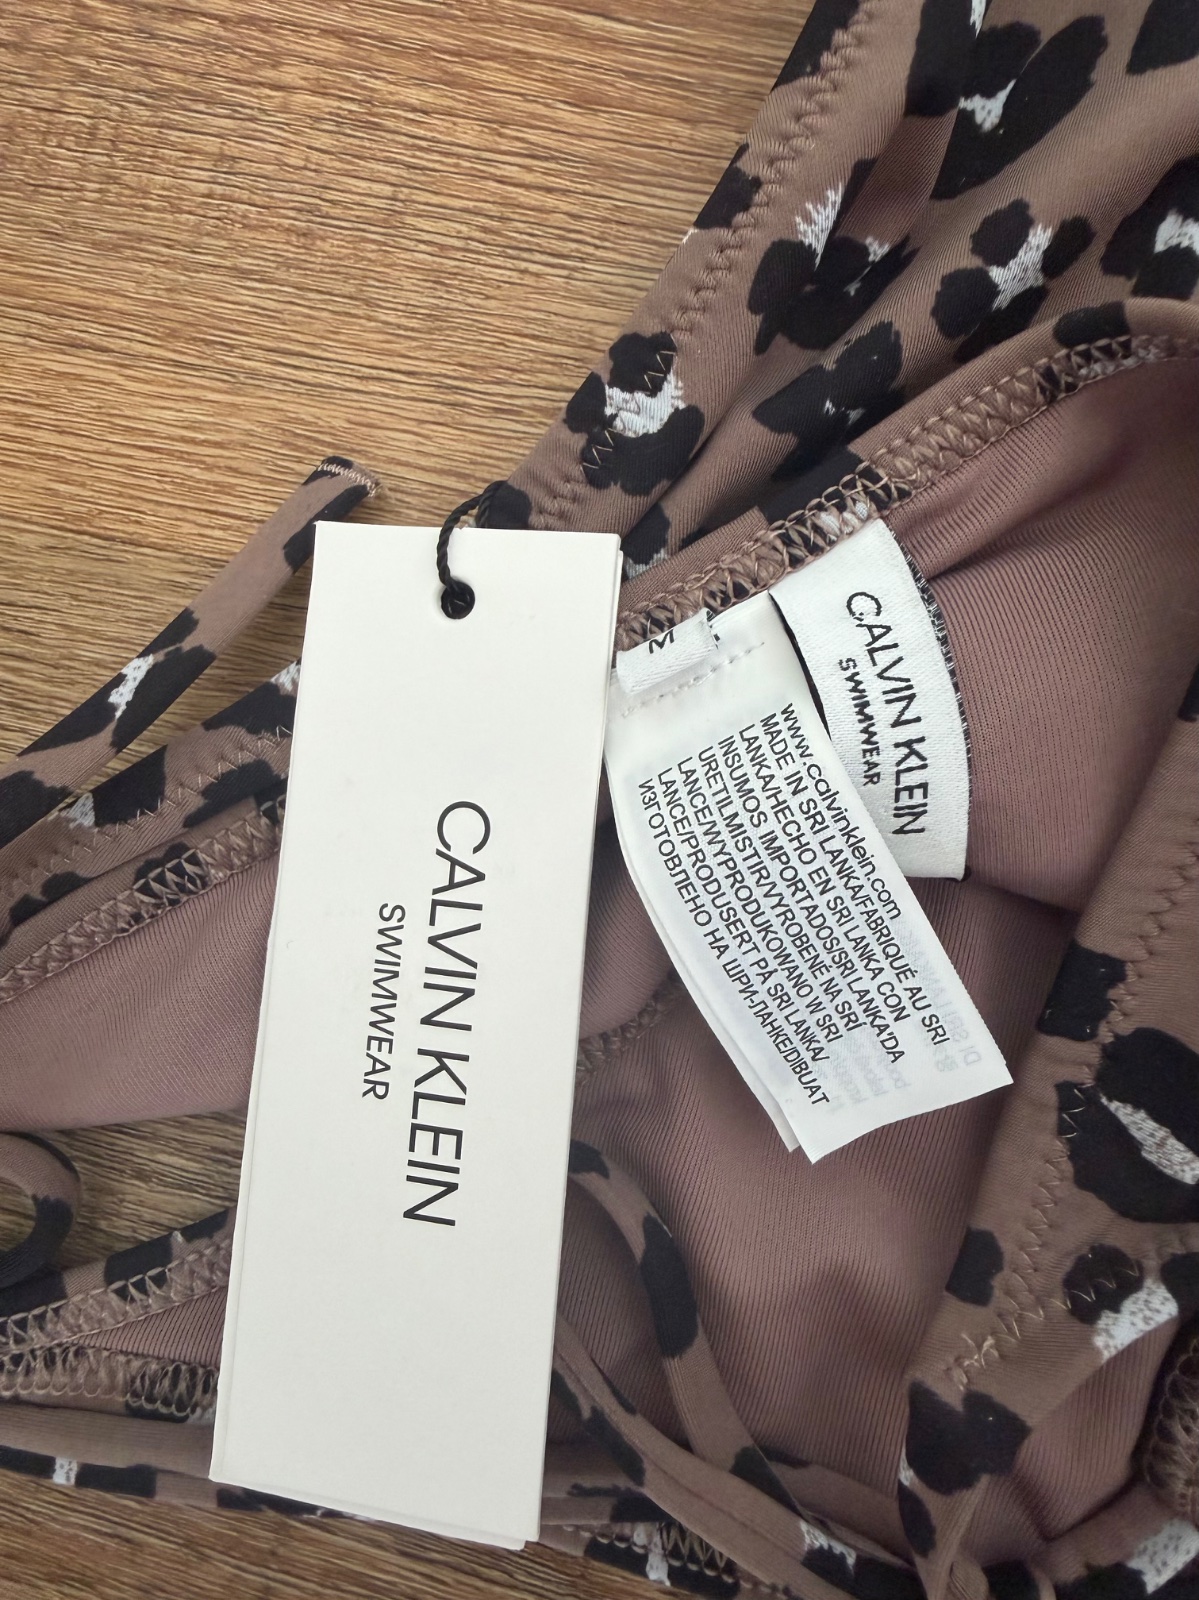 CALVIN KLEIN
SWIMWEAR
M
CALVIN KLEIN
SWIMWEAR
www.calvinklein.com
MADE IN SRI LANKA/FABRIQUÉ AU SRI
LANKA/HECHO EN SRI LANKA CON
INSUMOS IMPORTADOS/SRI LANKA'DA
URETILMISTIR/VYROBENÉ NA SRÍ
LANCE/WYPRODUKOWANO W SRI
LANCE/PRODUSERT PÅ SRI LANKA/
ИЗГОТОВЛЕНО НА ШРИ-ЛАНКЕ/DIBUAT